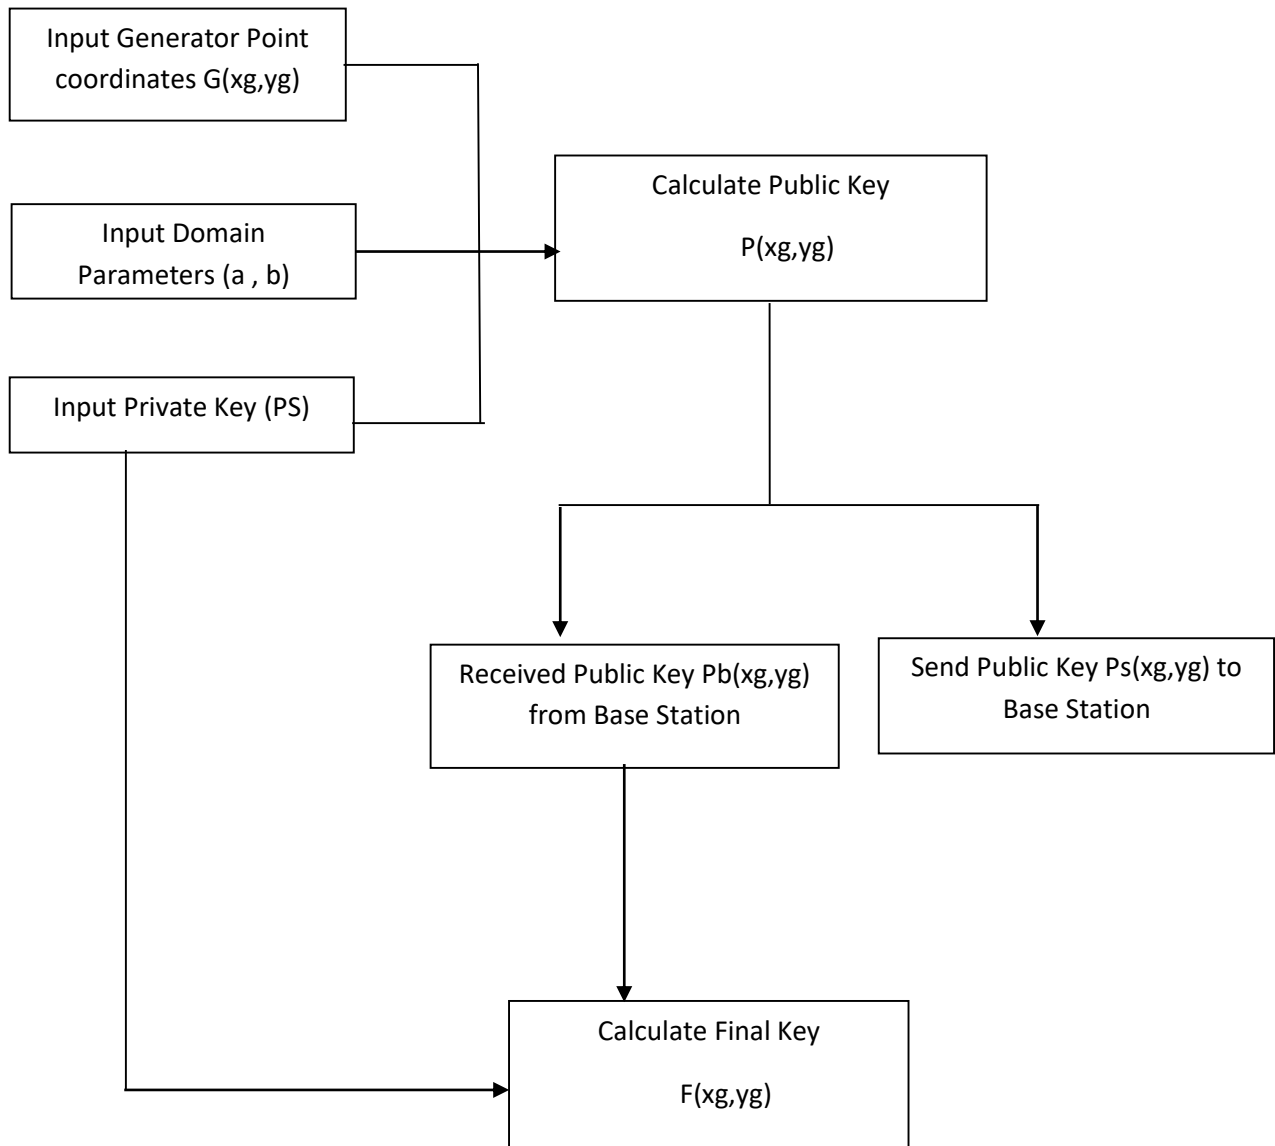 Input Generator Point
coordinates G(xg,yg)
Calculate Public Key
P(xg,yg)
Input Domain
Parameters (a , b)
Input Private Key (PS)
Received Public Key Pb(xg,yg)
from Base Station
Send Public Key Ps(xg,yg) to
Base Station
Calculate Final Key
F(xg,yg)